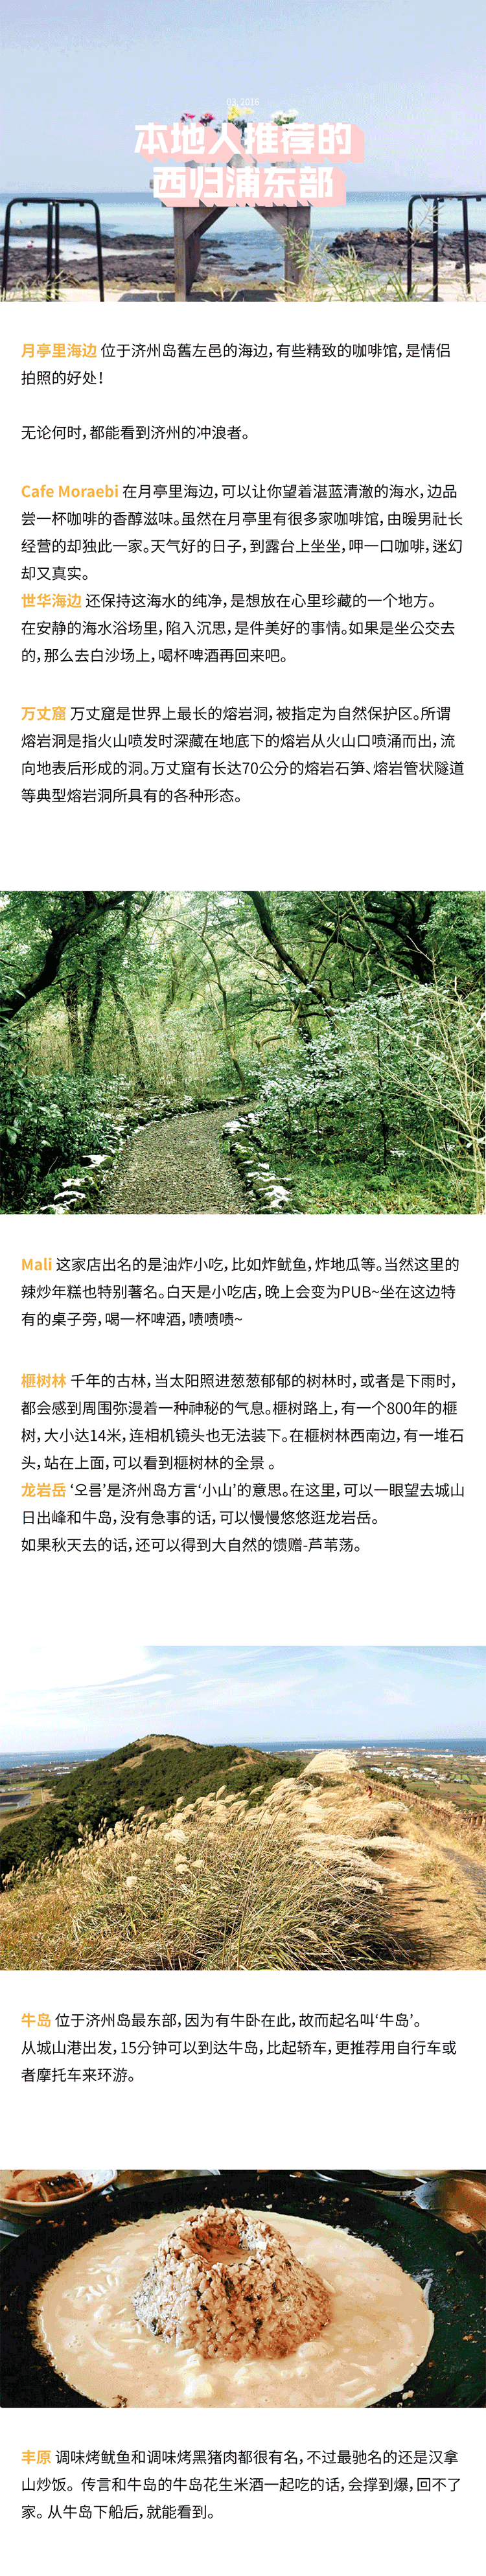 03, 2016
本地人推荐的
西归浦东部
月亭里海边 位于济州岛舊左邑的海边，有些精致的咖啡馆，是情侣
拍照的好处！
无论何时，都能看到济州的冲浪者。
Cafe Moraebi 在月亭里海边，可以让你望着湛蓝清澈的海水，边品
尝一杯咖啡的香醇滋味。虽然在月亭里有很多家咖啡馆，由暖男社长
经营的却独此一家。天气好的日子，到露台上坐坐，呷一口咖啡，迷幻
却又真实。
世华海边 还保持这海水的纯净，是想放在心里珍藏的一个地方。
在安静的海水浴场里，陷入沉思，是件美好的事情。如果是坐公交去
的，那么去白沙场上，喝杯啤酒再回来吧。
万丈窟 万丈窟是世界上最长的熔岩洞，被指定为自然保护区。所谓
熔岩洞是指火山喷发时深藏在地底下的熔岩从火山口喷涌而出，流
向地表后形成的洞。万丈窟有长达70公分的熔岩石笋、熔岩管状隧道
等典型熔岩洞所具有的各种形态。
Mali 这家店出名的是油炸小吃，比如炸鱿鱼，炸地瓜等。当然这里的
辣炒年糕也特别著名。白天是小吃店，晚上会变为PUB~坐在这边特
有的桌子旁，喝一杯啤酒，啧啧啧~
榧树林 千年的古林，当太阳照进葱葱郁郁的树林时，或者是下雨时，
都会感到周围弥漫着一种神秘的气息。榧树路上，有一个800年的榧
树，大小达14米，连相机镜头也无法装下。在榧树林西南边，有一堆石
头，站在上面，可以看到榧树林的全景 。
龙岩岳 ‘오름’是济州岛方言‘小山’的意思。在这里，可以一眼望去城山
日出峰和牛岛，没有急事的话，可以慢慢悠悠逛龙岩岳。
如果秋天去的话，还可以得到大自然的馈赠-芦苇荡。
牛岛 位于济州岛最东部，因为有牛卧在此，故而起名叫‘牛岛’。
从城山港出发，15分钟可以到达牛岛，比起轿车，更推荐用自行车或
者摩托车来环游。
丰原 调味烤鱿鱼和调味烤黑猪肉都很有名，不过最驰名的还是汉拿
山炒饭。传言和牛岛的牛岛花生米酒一起吃的话，会撑到爆，回不了
家。从牛岛下船后，就能看到。